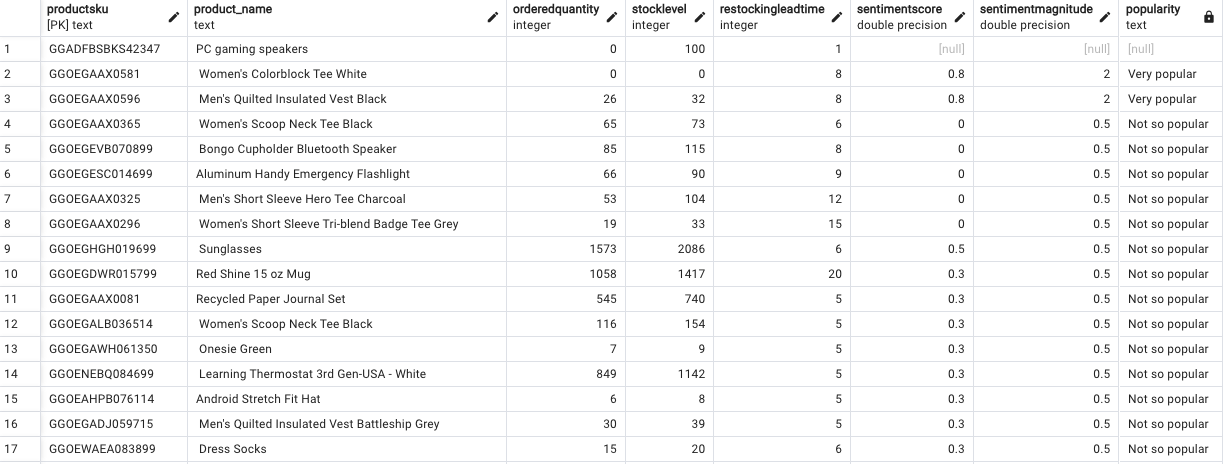 productsku product_name orderedquantity stocklevel restockingleadtime sentimentscore sentimentmagnitude popularity
[PK] text text integer integer integer double precision double precision text
1 GGADFBSBKS42347 PC gaming speakers 0 100 1 [null] [null] [null]
2 GGOEGAAX0581 Women's Colorblock Tee White 0 0 8 0.8 2 Very popular
3 GGOEGAAX0596 Men's Quilted Insulated Vest Black 26 32 8 0.8 2 Very popular
4 GGOEGAAX0365 Women's Scoop Neck Tee Black 65 73 6 0 0.5 Not so popular
5 GGOEGEVB070899 Bongo Cupholder Bluetooth Speaker 85 115 8 0 0.5 Not so popular
6 GGOEGESC014699 Aluminum Handy Emergency Flashlight 66 90 9 0 0.5 Not so popular
7 GGOEGAAX0325 Men's Short Sleeve Hero Tee Charcoal 53 104 12 0 0.5 Not so popular
8 GGOEGAAX0296 Women's Short Sleeve Tri-blend Badge Tee Grey 19 33 15 0 0.5 Not so popular
9 GGOEGHGH019699 Sunglasses 1573 2086 6 0.5 0.5 Not so popular
10 GGOEGDWR015799 Red Shine 15 oz Mug 1058 1417 20 0.3 0.5 Not so popular
11 GGOEGAAX0081 Recycled Paper Journal Set 545 740 5 0.3 0.5 Not so popular
12 GGOEGALB036514 Women's Scoop Neck Tee Black 116 154 5 0.3 0.5 Not so popular
13 GGOEGAWH061350 Onesie Green 7 9 5 0.3 0.5 Not so popular
14 GGOENEBQ084699 Learning Thermostat 3rd Gen-USA - White 849 1142 5 0.3 0.5 Not so popular
15 GGOEAHPB076114 Android Stretch Fit Hat 6 8 5 0.3 0.5 Not so popular
16 GGOEGADJ059715 Men's Quilted Insulated Vest Battleship Grey 30 39 5 0.3 0.5 Not so popular
17 GGOEWAEA083899 Dress Socks 15 20 6 0.3 0.5 Not so popular